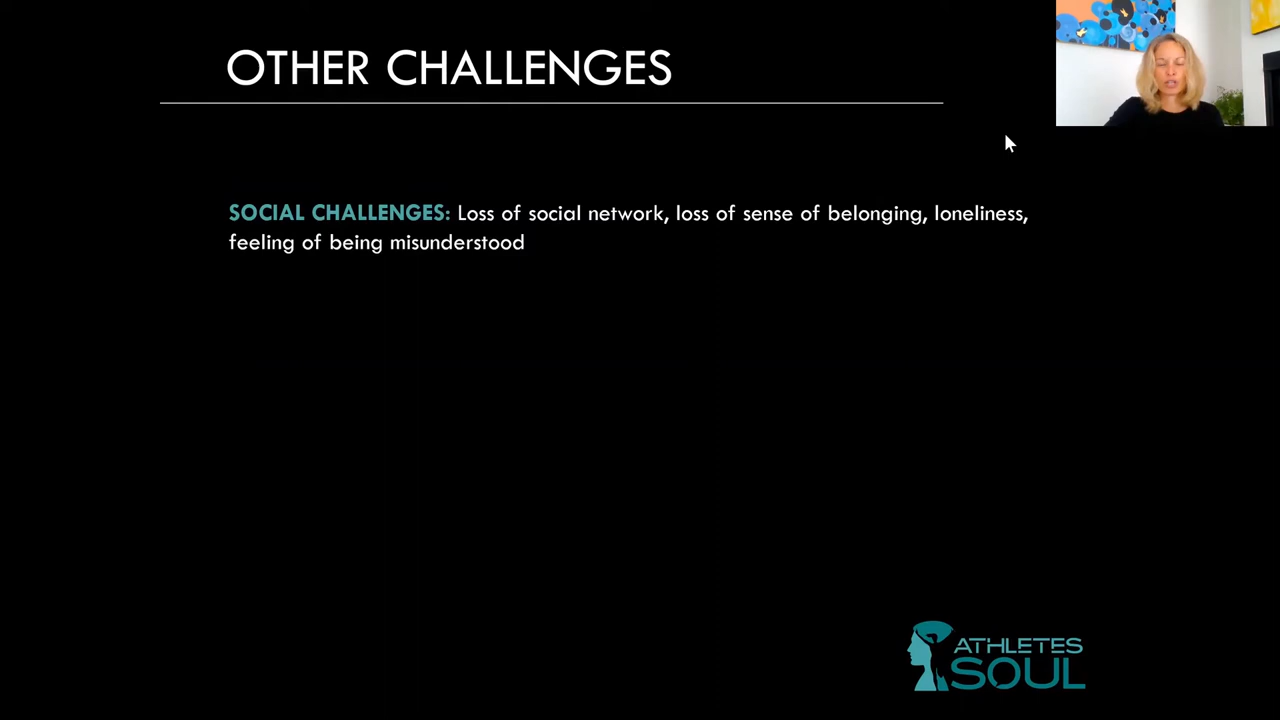 OTHER CHALLENGES
SOCIAL CHALLENGES: Loss of social network, loss of sense of belonging, loneliness,
feeling of being misunderstood
ATHLETES
SOUL